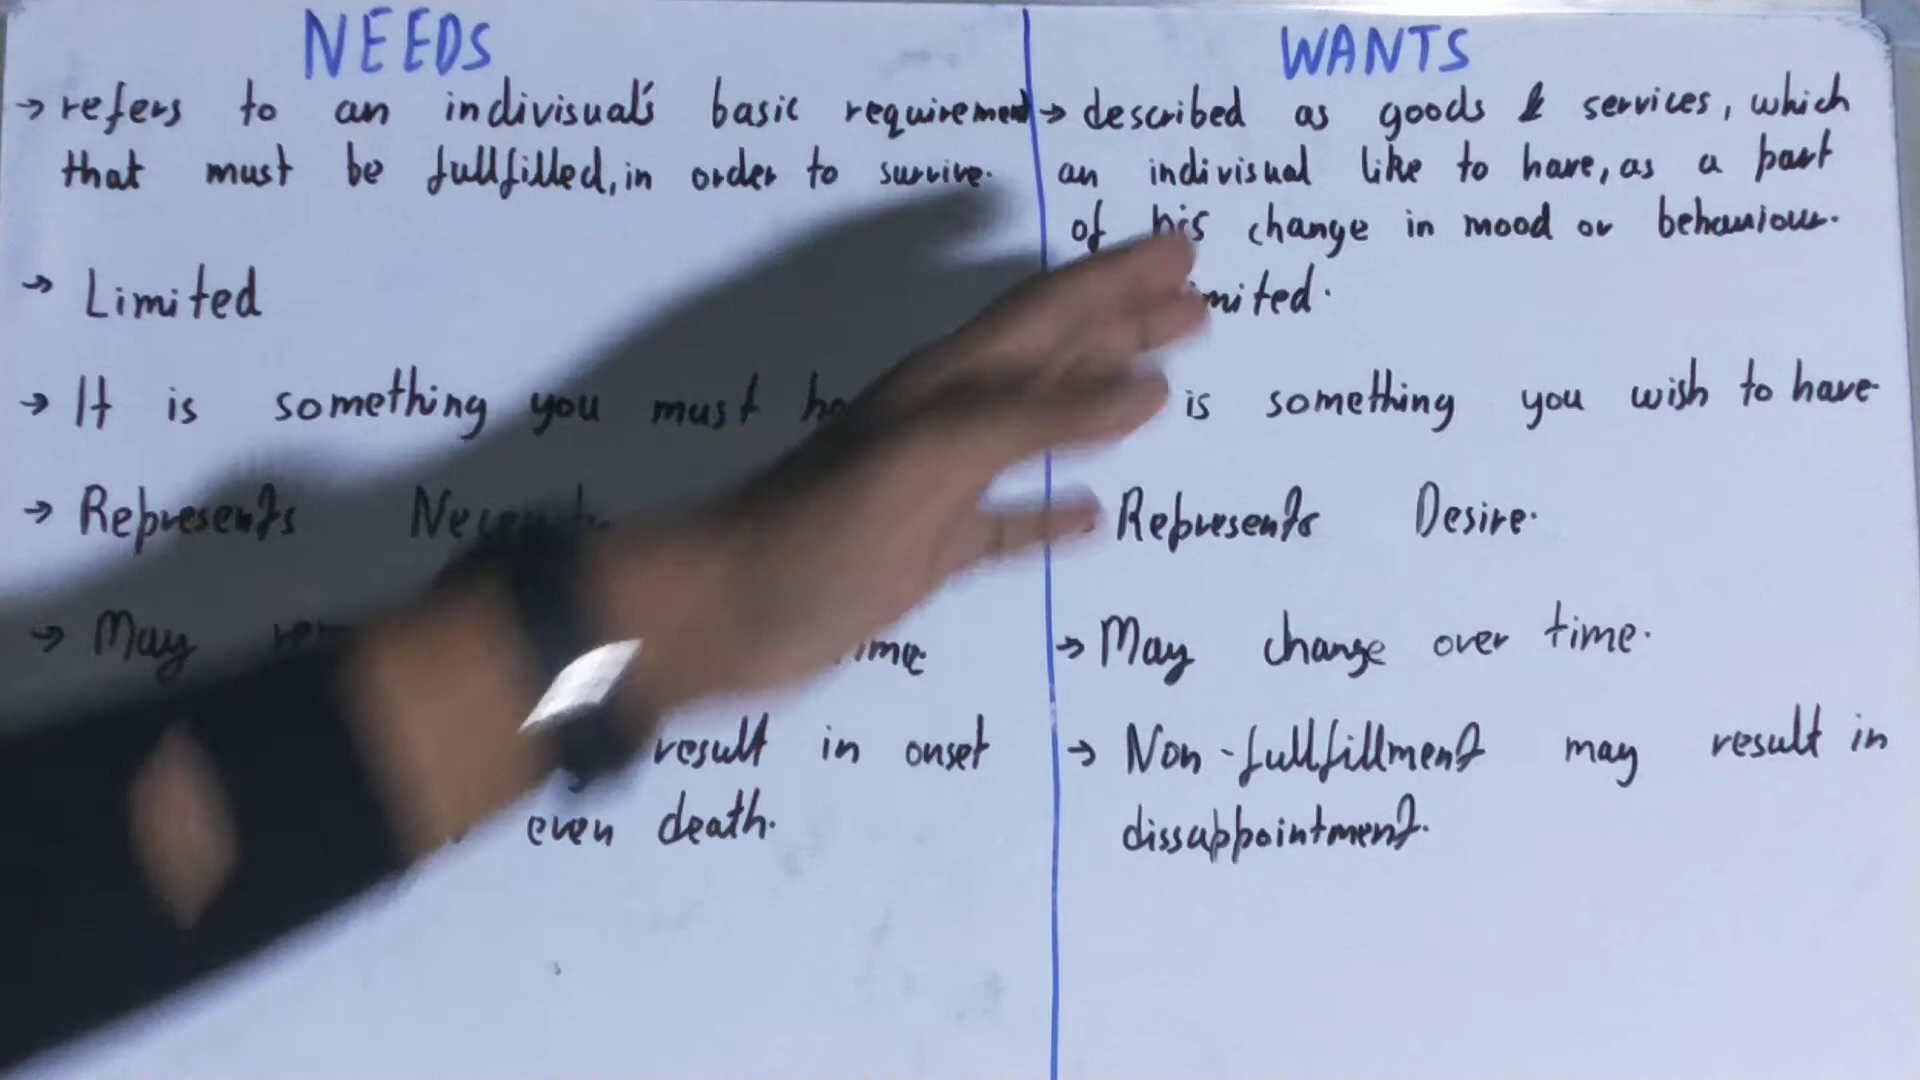 NEEDS
→ refers to an indivisual's basic requirement
that must be fullfilled, in order to survive.
→ Limited
→ It is something you must
→ Represents
→ May
result in onset
even death.
WANTS
→ described as goods & services, which
an indivisual like to have, as a part
of his change in mood or behaviour.
is something you wish to have
Represents Desire.
→ May change over time.
→ Non-fullfillment may result in
dissappointment.